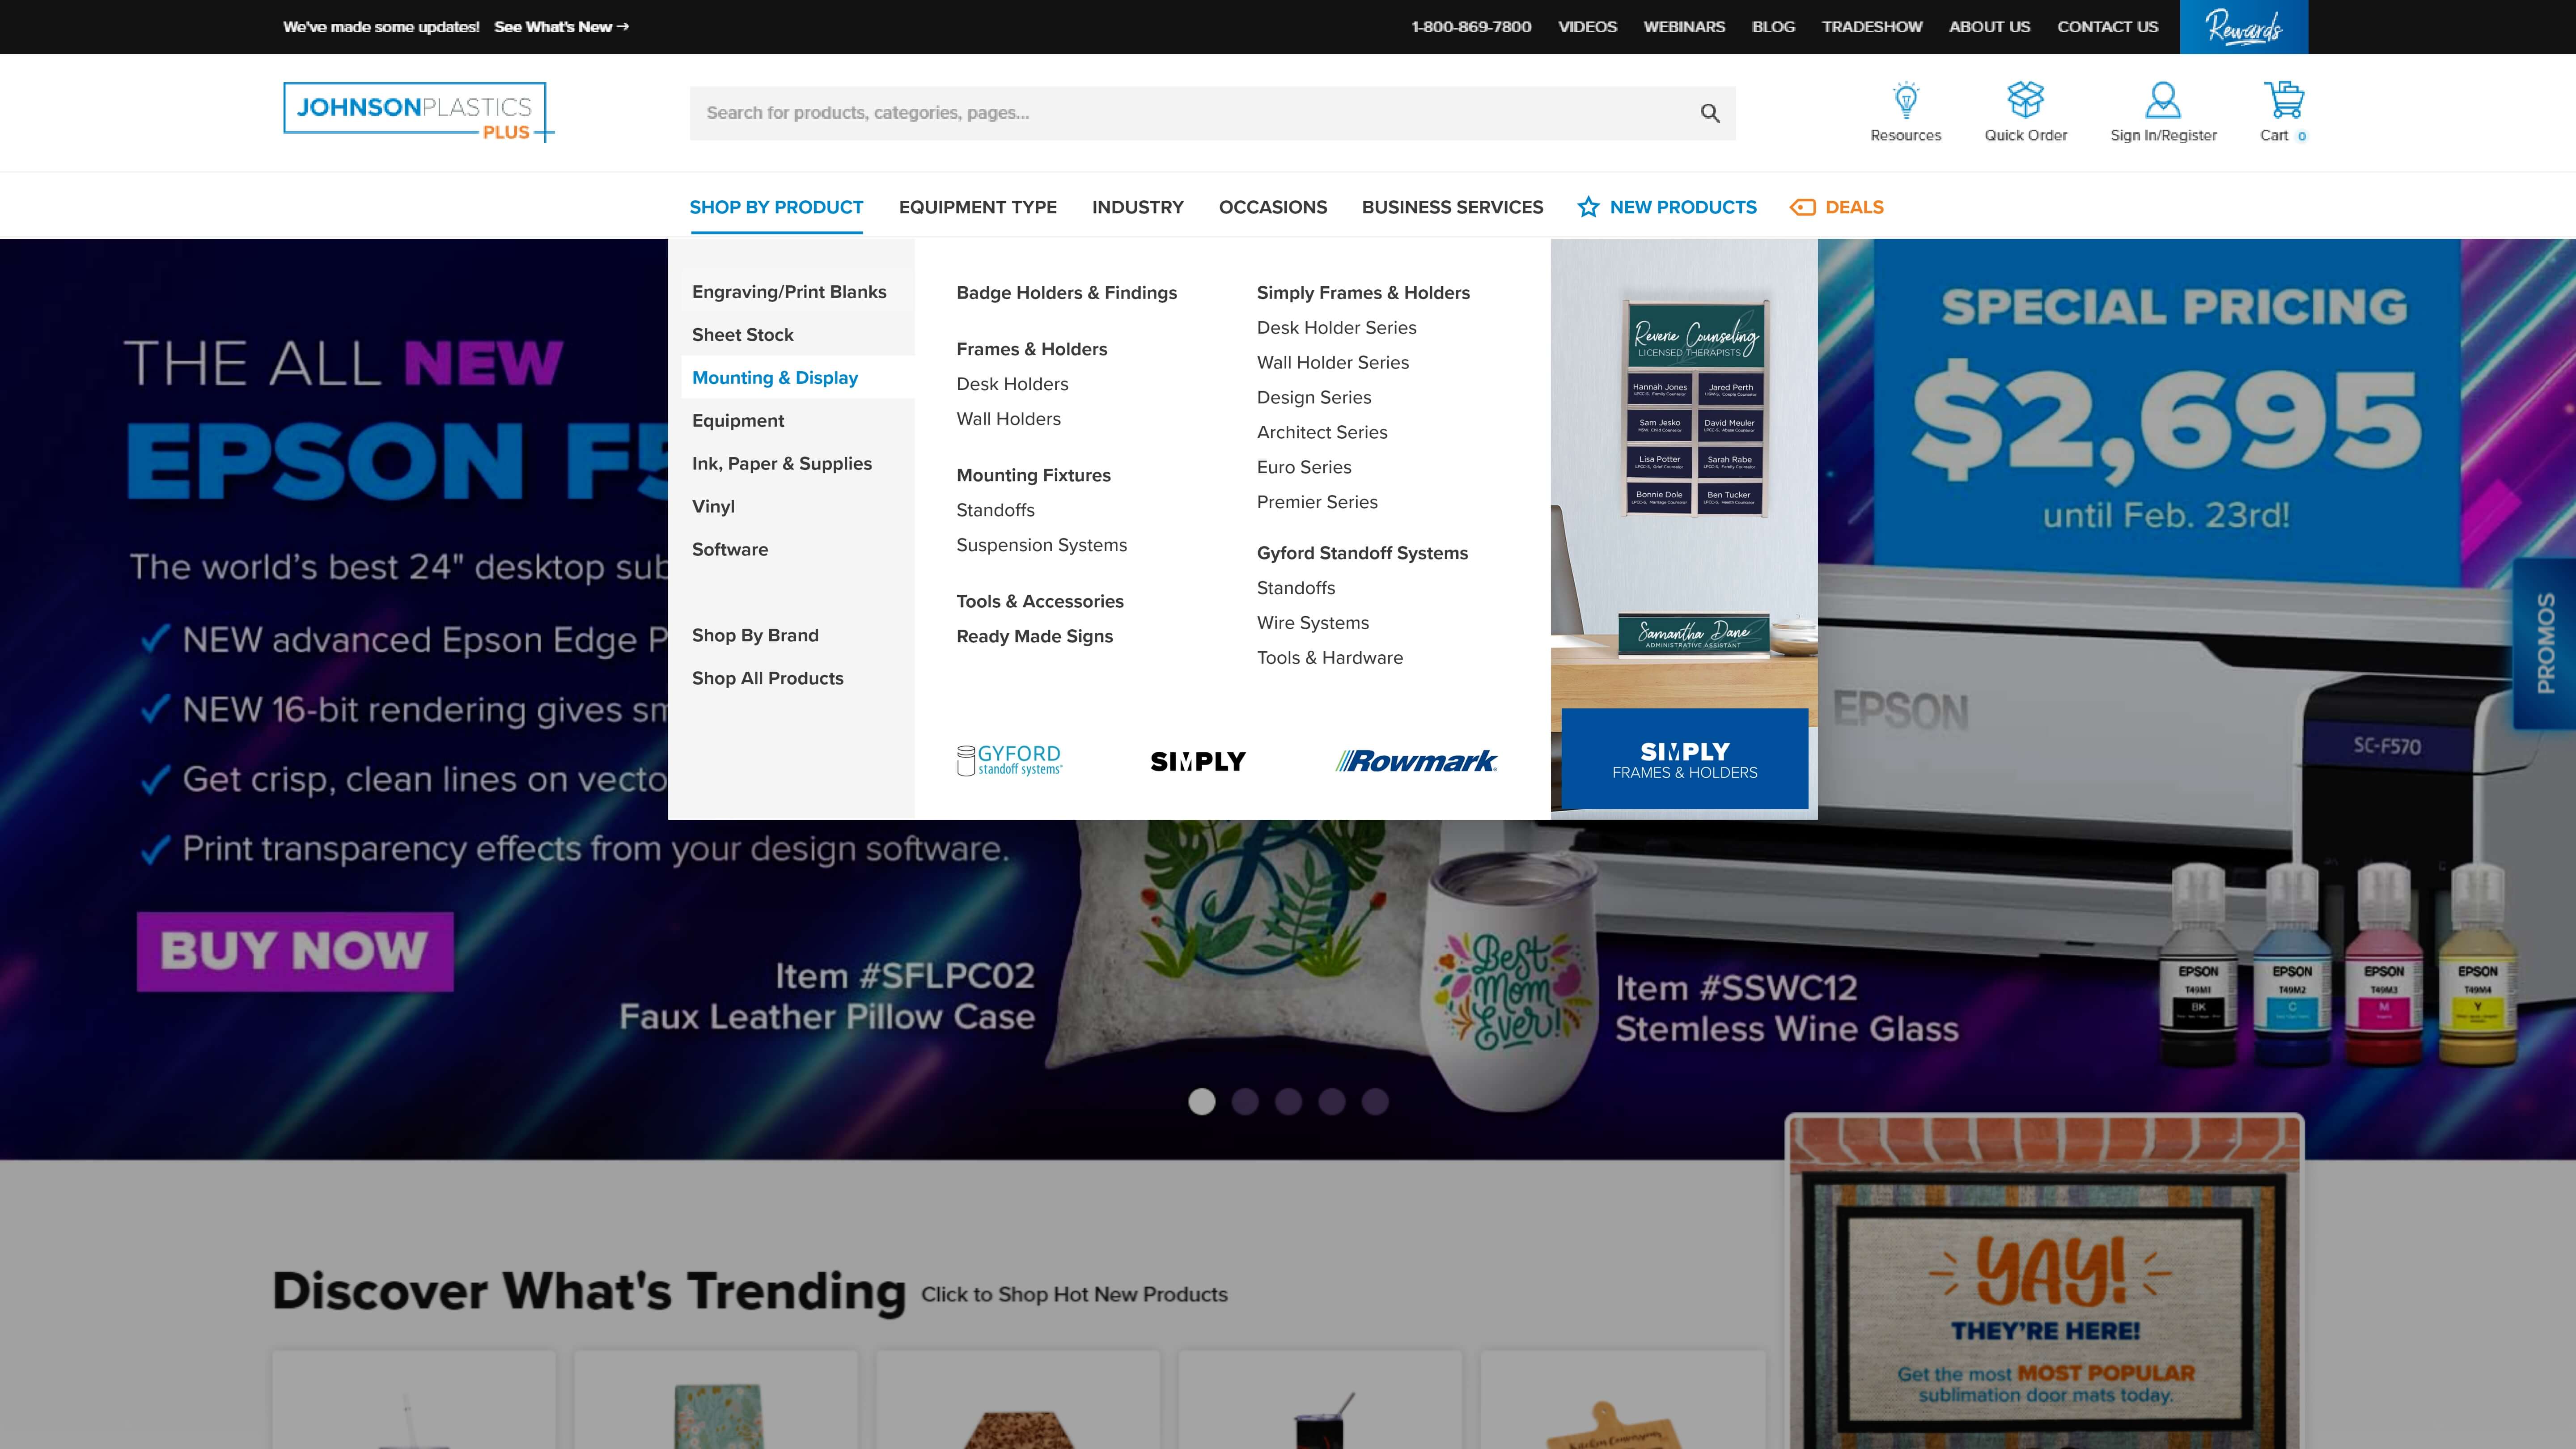 We've made some updates! See What's New →
1-800-869-7800 VIDEOS WEBINARS BLOG TRADESHOW ABOUT US CONTACT US Rewards
JOHNSONPLASTICS
PLUS
Search for products, categories, pages...
Resources Quick Order Sign In/Register Cart 0
SHOP BY PRODUCT EQUIPMENT TYPE INDUSTRY OCCASIONS BUSINESS SERVICES NEW PRODUCTS DEALS
Engraving/Print Blanks
Sheet Stock
Mounting & Display
Equipment
Ink, Paper & Supplies
Vinyl
Software
Shop By Brand
Shop All Products
Badge Holders & Findings
Frames & Holders
Desk Holders
Wall Holders
Mounting Fixtures
Standoffs
Suspension Systems
Tools & Accessories
Ready Made Signs
Simply Frames & Holders
Desk Holder Series
Wall Holder Series
Design Series
Architect Series
Euro Series
Premier Series
Gyford Standoff Systems
Standoffs
Wire Systems
Tools & Hardware
GYFORD
standoff systems
SIMPLY
Rowmark
Reverie Counseling
LICENSED THERAPISTS
Hannah Jones Jared Perth
Sam Jesko David Meuler
Lisa Potter Sarah Rabe
Bonnie Dole Ben Tucker
Samantha Dane
ADMINISTRATIVE ASSISTANT
SIMPLY
FRAMES & HOLDERS
THE ALL NEW
EPSON F5
The world's best 24" desktop sub
NEW advanced Epson Edge P
NEW 16-bit rendering gives sm
Get crisp, clean lines on vecto
Print transparency effects from your design software.
BUY NOW
Item #SFLPC02
Faux Leather Pillow Case
Best
Mom
Ever!
Item #SSWC12
Stemless Wine Glass
SPECIAL PRICING
$2,695
until Feb. 23rd!
PROMOS
EPSON
SC-F570
EPSON EPSON EPSON EPSON
T49M1 T49M2 T49M3 T49M4
BK C M Y
Discover What's Trending Click to Shop Hot New Products
YAY!
THEY'RE HERE!
Get the most MOST POPULAR
sublimation door mats today.